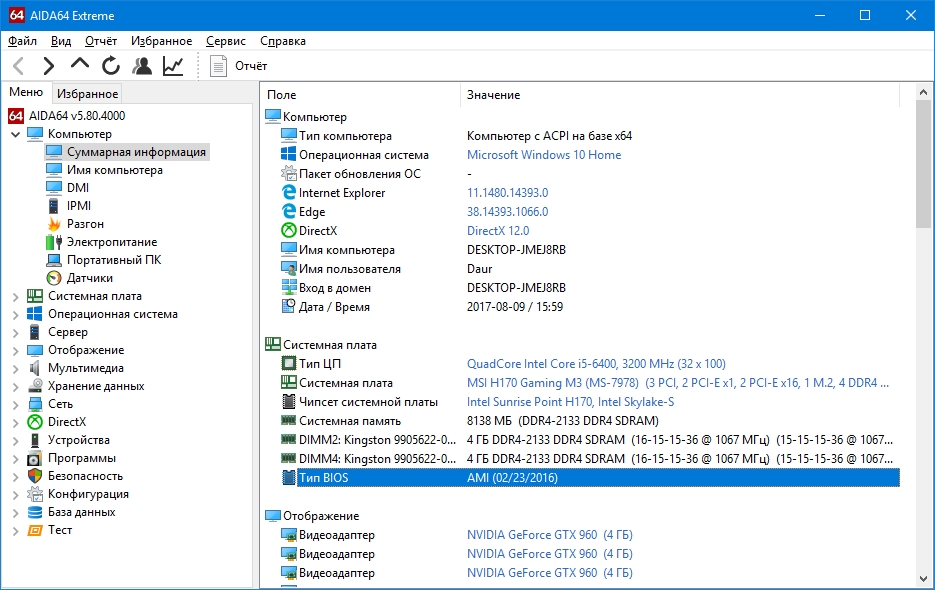 AIDA64 Extreme
Файл Вид Отчёт Избранное Сервис Справка
Отчёт
Меню Избранное
64 AIDA64 v5.80.4000
Компьютер
Суммарная информация
Имя компьютера
DMI
IPMI
Разгон
Электропитание
Портативный ПК
Датчики
Системная плата
Операционная система
Сервер
Отображение
Мультимедиа
Хранение данных
Сеть
DirectX
Устройства
Программы
Безопасность
Конфигурация
База данных
Тест
Поле Значение
Компьютер
Тип компьютера Компьютер с ACPI на базе x64
Операционная система Microsoft Windows 10 Home
Пакет обновления ОС -
Internet Explorer 11.1480.14393.0
Edge 38.14393.1066.0
DirectX DirectX 12.0
Имя компьютера DESKTOP-JMEJ8RB
Имя пользователя Daur
Вход в домен DESKTOP-JMEJ8RB
Дата / Время 2017-08-09 / 15:59
Системная плата
Тип ЦП QuadCore Intel Core i5-6400, 3200 MHz (32 x 100)
Системная плата MSI H170 Gaming M3 (MS-7978) (3 PCI, 2 PCI-E x1, 2 PCI-E x16, 1 M.2, 4 DDR4 ...
Чипсет системной платы Intel Sunrise Point H170, Intel Skylake-S
Системная память 8138 МБ (DDR4-2133 DDR4 SDRAM)
DIMM2: Kingston 9905622-0... 4 ГБ DDR4-2133 DDR4 SDRAM (16-15-15-36 @ 1067 МГц) (15-15-15-36 @ 1067...
DIMM4: Kingston 9905622-0... 4 ГБ DDR4-2133 DDR4 SDRAM (16-15-15-36 @ 1067 МГц) (15-15-15-36 @ 1067...
Тип BIOS AMI (02/23/2016)
Отображение
Видеоадаптер NVIDIA GeForce GTX 960 (4 ГБ)
Видеоадаптер NVIDIA GeForce GTX 960 (4 ГБ)
Видеоадаптер NVIDIA GeForce GTX 960 (4 ГБ)